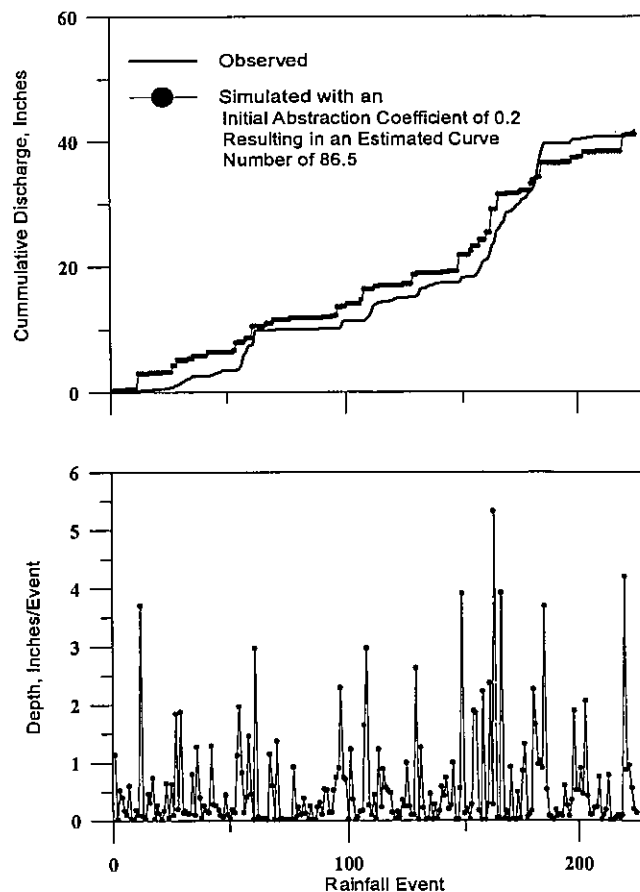 60
Observed
Simulated with an
Initial Abstraction Coefficient of 0.2
Resulting in an Estimated Curve
Number of 86.5
40
20
0
Cummulative Discharge, Inches
6
5
4
3
2
1
0
Depth, Inches/Event
0
100
200
Rainfall Event